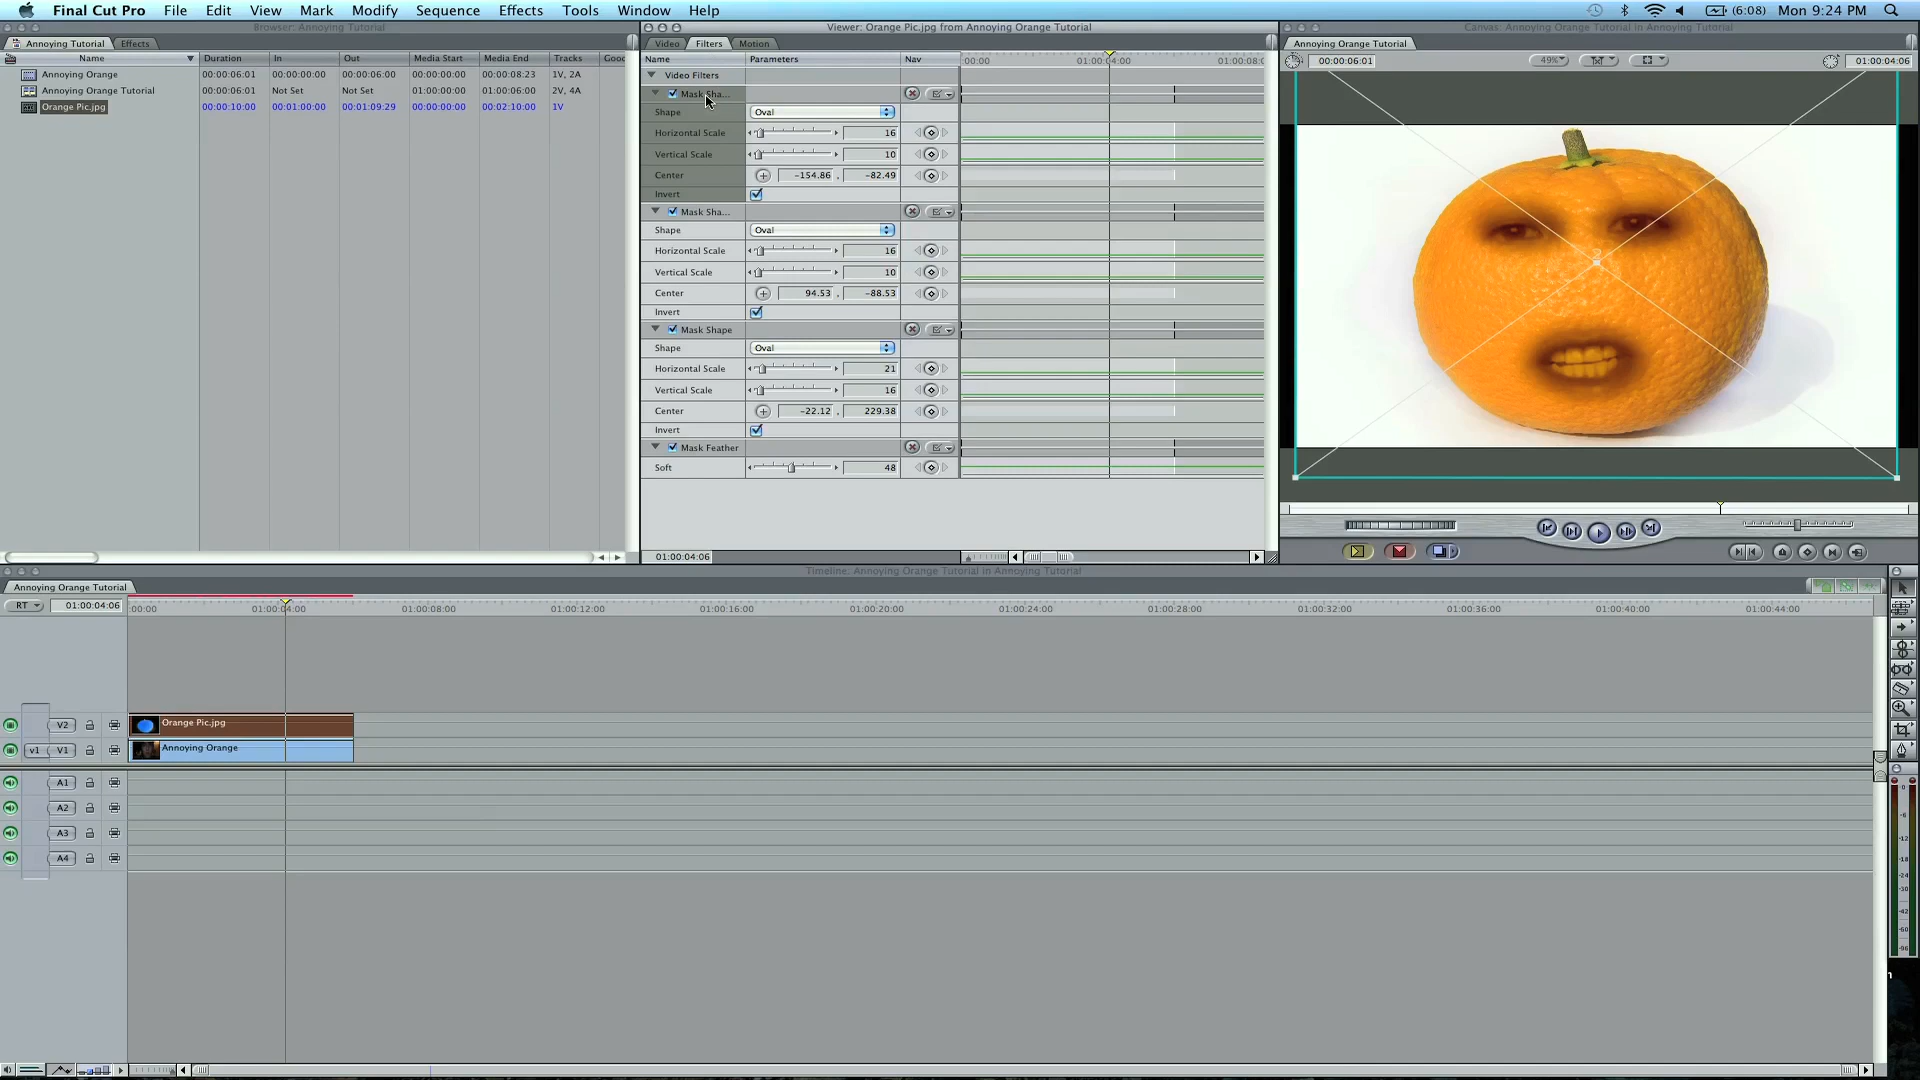 Final Cut Pro File Edit View Mark Modify Sequence Effects Tools Window Help (6:08) Mon 9:24 PM
Browser: Annoying Tutorial
Annoying Tutorial Effects
Name Duration In Out Media Start Media End Tracks Good
Annoying Orange 00:00:06:01 00:00:00:00 00:00:06:00 00:00:00:00 00:00:08:23 1V, 2A
Annoying Orange Tutorial 00:00:06:01 Not Set Not Set 01:00:00:00 01:00:06:00 2V, 4A
Orange Pic.jpg 00:00:10:00 00:01:00:00 00:01:09:29 00:00:00:00 00:02:10:00 1V
Viewer: Orange Pic.jpg from Annoying Orange Tutorial
Video Filters Motion
Name Parameters Nav :00:00 01:00:04:00 01:00:08:0
Video Filters
Mask Sha...
Shape Oval
Horizontal Scale 16
Vertical Scale 10
Center -154.86 , -82.49
Invert
Mask Sha...
Shape Oval
Horizontal Scale 16
Vertical Scale 10
Center 94.53 , -88.53
Invert
Mask Shape
Shape Oval
Horizontal Scale 21
Vertical Scale 16
Center -22.12 , 229.38
Invert
Mask Feather
Soft 48
01:00:04:06
Canvas: Annoying Orange Tutorial in Annoying Tutorial
Annoying Orange Tutorial
00:00:06:01 49% 01:00:04:06
Timeline: Annoying Orange Tutorial in Annoying Tutorial
Annoying Orange Tutorial
RT 01:00:04:06 :00:00 01:00:04:00 01:00:08:00 01:00:12:00 01:00:16:00 01:00:20:00 01:00:24:00 01:00:28:00 01:00:32:00 01:00:36:00 01:00:40:00 01:00:44:00
V2 Orange Pic.jpg
v1 V1 Annoying Orange
A1
A2
A3
A4
0
-6
-12
-18
-24
-30